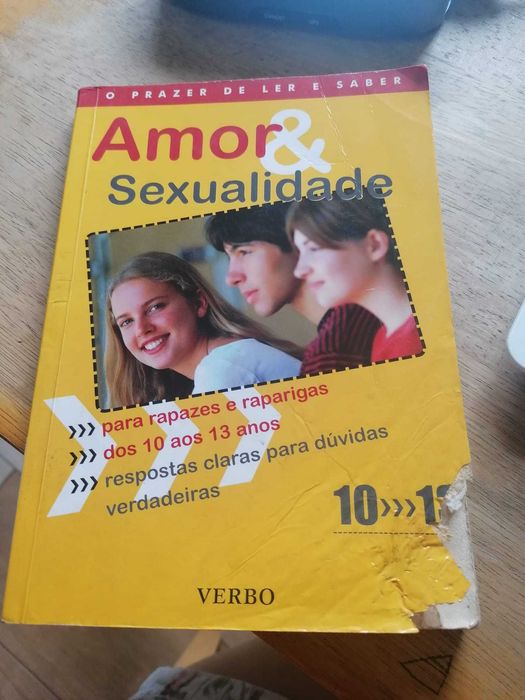 O PRAZER DE LER E SABER
Amor &
Sexualidade
››› para rapazes e raparigas
››› dos 10 aos 13 anos
››› respostas claras para dúvidas
verdadeiras
10›››1
VERBO